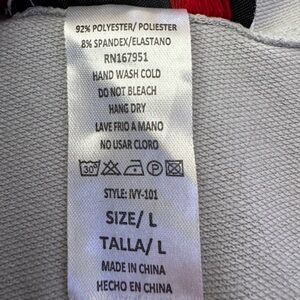 92% POLYESTER/ POLIESTER
8% SPANDEX/ELASTANO
RN167951
HAND WASH COLD
DO NOT BLEACH
HANG DRY
LAVE FRIO A MANO
NO USAR CLORO
30° P
STYLE: IVY-101
SIZE/ L
TALLA/ L
MADE IN CHINA
HECHO EN CHINA